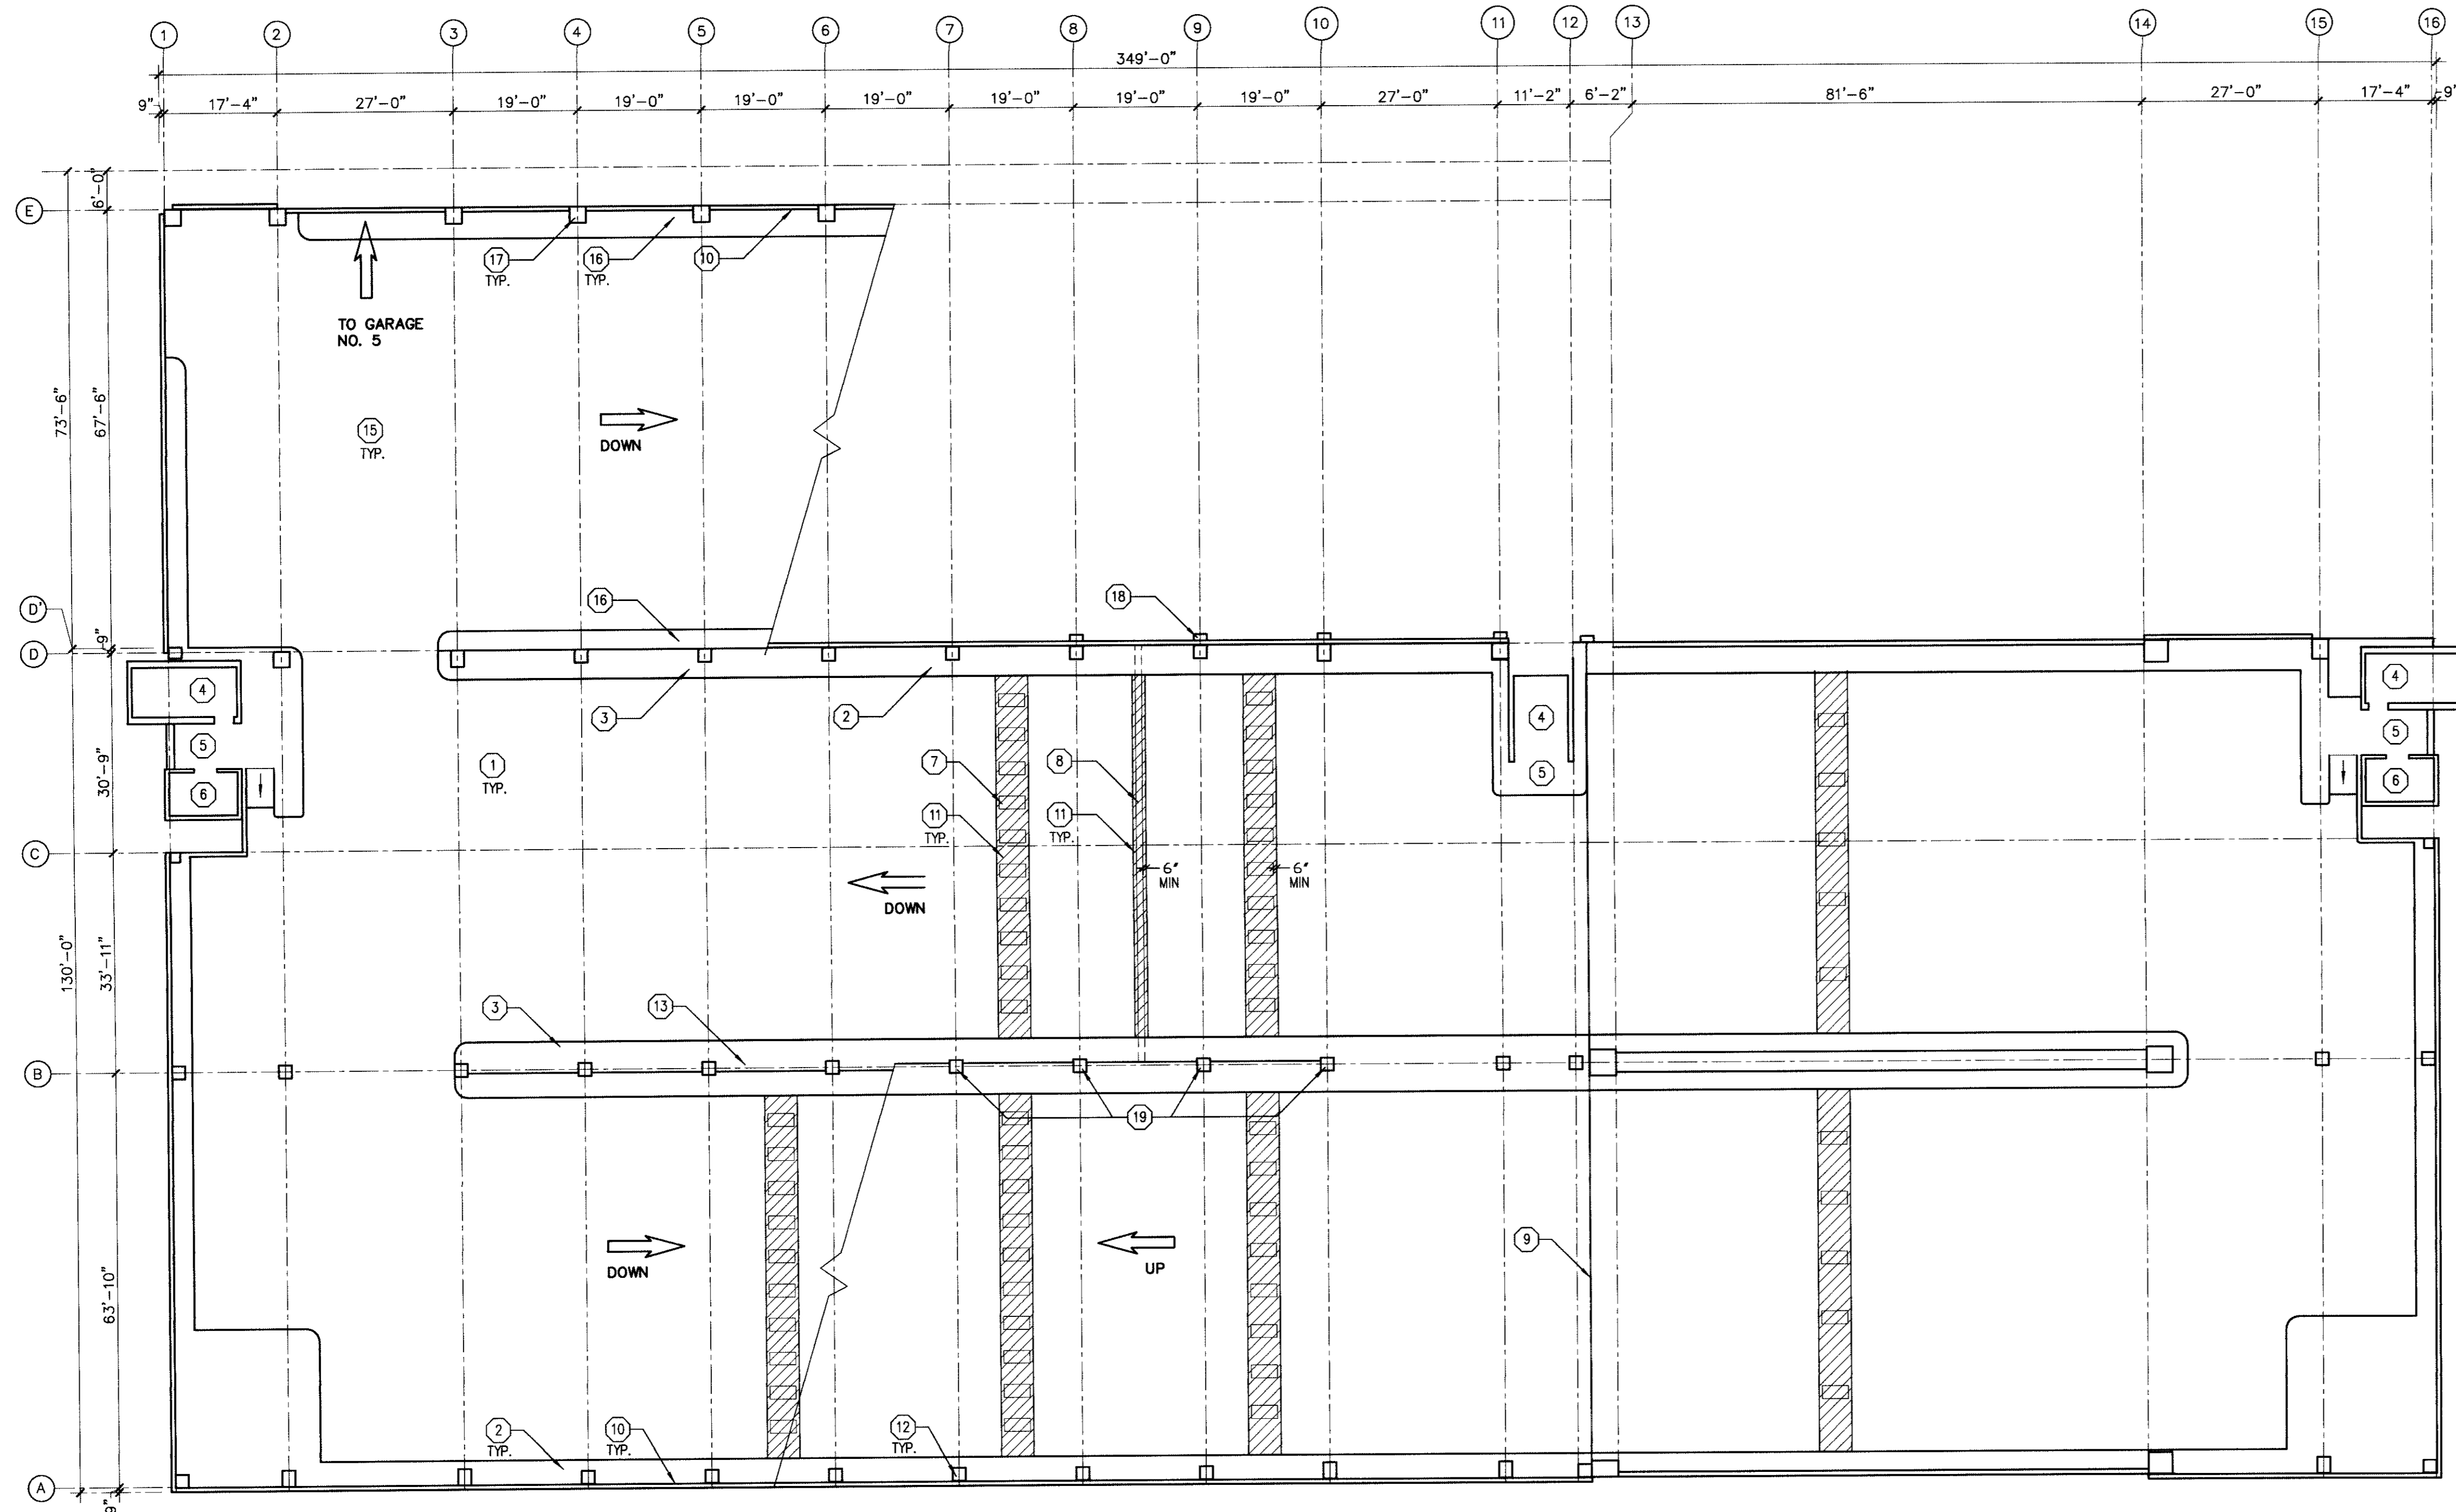 1 2 3 4 5 6 7 8 9 10 11 12 13 14 15 16
349'-0"
9" 17'-4" 27'-0" 19'-0" 19'-0" 19'-0" 19'-0" 19'-0" 19'-0" 19'-0" 27'-0" 11'-2" 6'-2" 81'-6" 27'-0" 17'-4" 9'
6'-0"
E
17 16 10
TYP. TYP.
TO GARAGE
NO. 5
73'-6" 67'-6"
15
TYP.
DOWN
D' 16 18
9"
D
4 3 2 4 4
5 5
30'-9" 1 7 8 5
TYP.
6 6
11 11
TYP. TYP.
C
6" 6"
MIN MIN
DOWN
130'-0" 33'-11"
3 13
B
19
63'-10"
DOWN UP 9
2 10 12
TYP. TYP. TYP.
A
9"